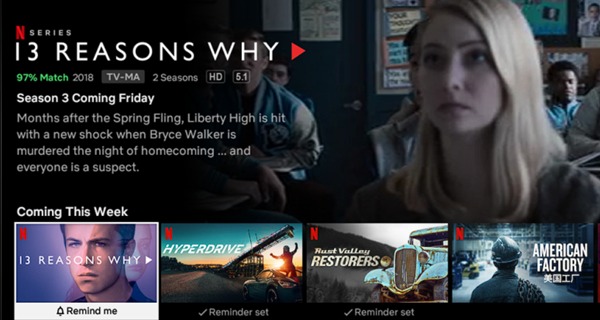 N SERIES
13 REASONS WHY
97% Match 2018 TV-MA 2 Seasons HD 5.1
Season 3 Coming Friday
Months after the Spring Fling, Liberty High is hit
with a new shock when Bryce Walker is
murdered the night of homecoming ... and
everyone is a suspect.
Coming This Week
N
13 REASONS WHY
Remind me
N
HYPERDRIVE
Reminder set
N
Rust Valley
RESTORERS
Reminder set
N
AMERICAN
FACTORY
美国工厂